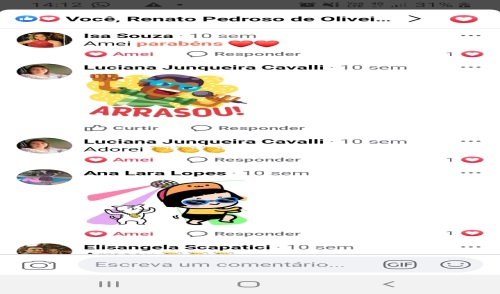 14:12
31%
Você, Renato Pedroso de Olivei... >
Isa Souza · 10 sem
Amei parabéns ❤️❤️
Amei Responder 1
Luciana Junqueira Cavalli · 10 sem
ARRASOU!
Curtir Responder
Luciana Junqueira Cavalli · 10 sem
Adorei 👏👏👏
Amei Responder 1
Ana Lara Lopes · 10 sem
Amei Responder 1
Elisangela Scapatici · 10 sem
Escreva um comentário...
GIF